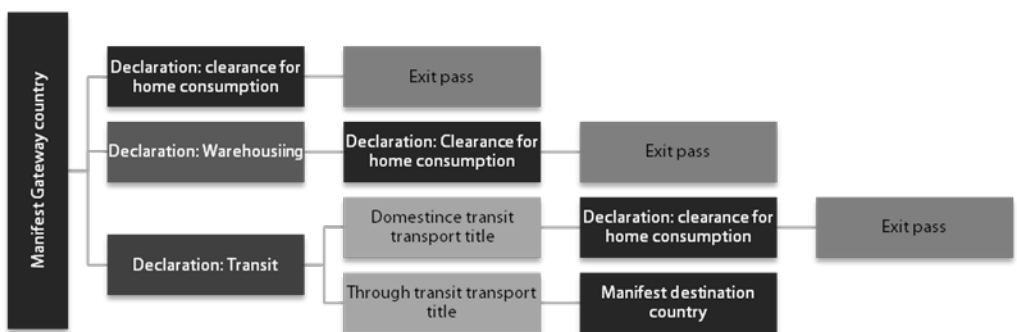 Manifest Gateway country
Declaration: clearance for
home consumption
Exit pass
Declaration: Warehousiing
Declaration: Clearance for
home consumption
Exit pass
Declaration: Transit
Domestince transit
transport title
Declaration: clearance for
home consumption
Exit pass
Through transit transport
title
Manifest destination
country